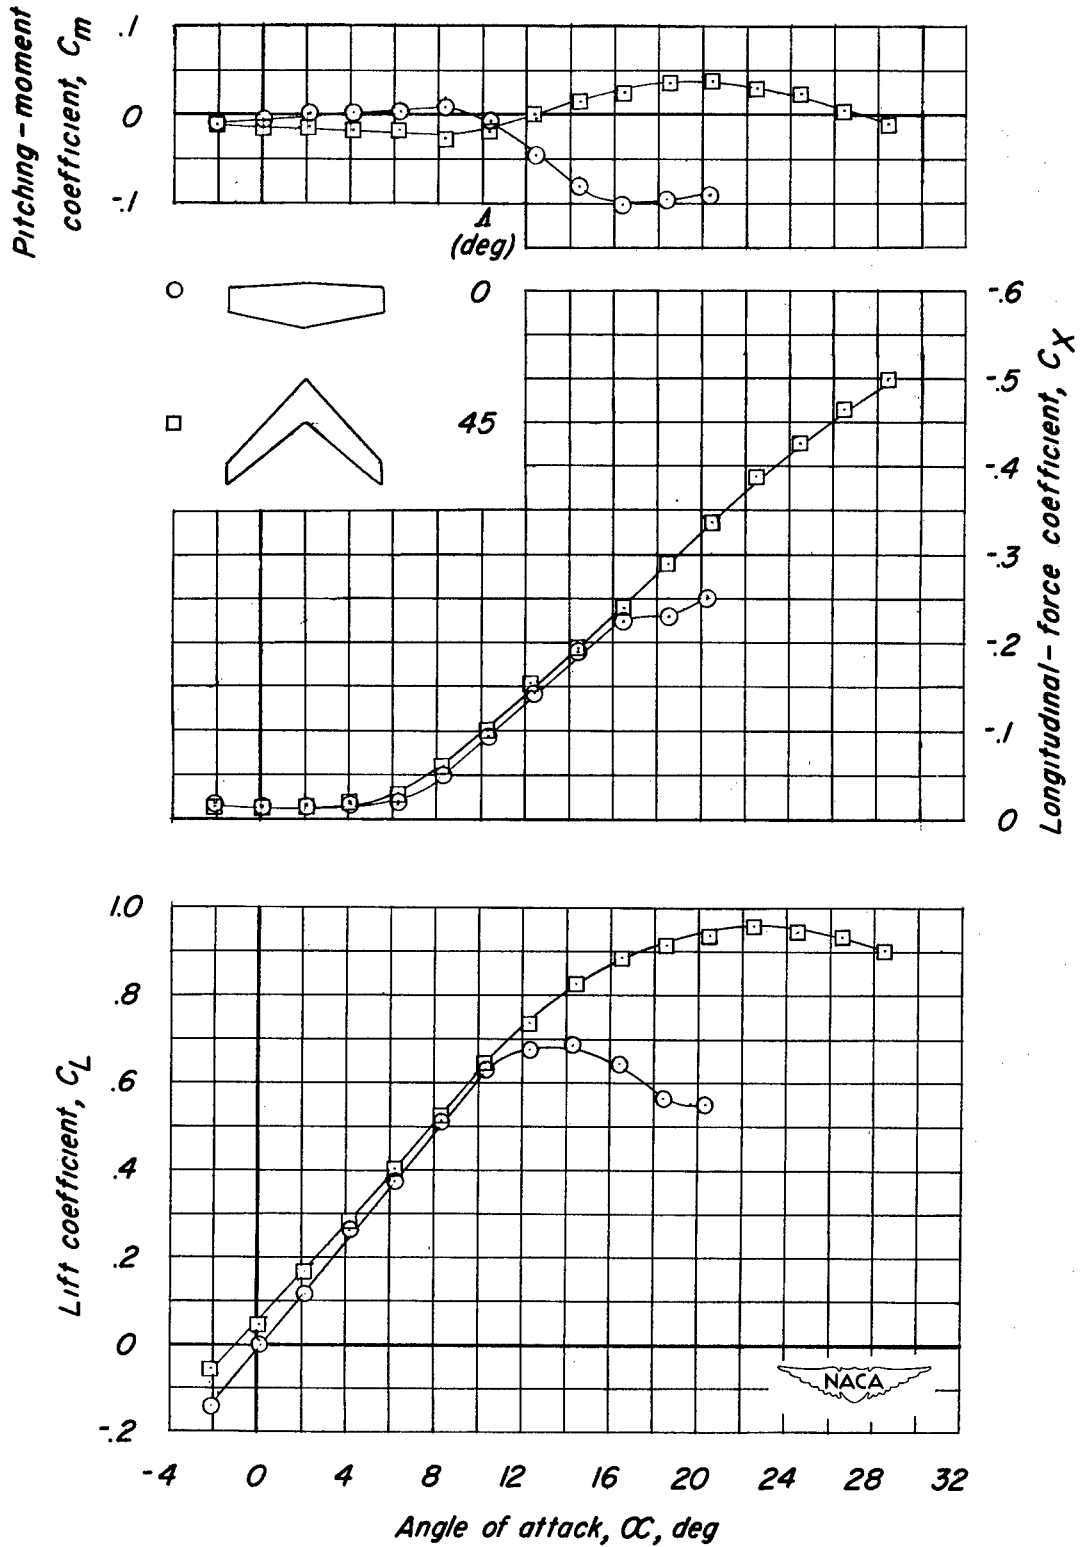 Pitching-moment
coefficient, Cm
.1
0
-.1
Λ
(deg)
0
45
-.6
-.5
-.4
-.3
-.2
-.1
0
Longitudinal-force coefficient, CX
1.0
.8
.6
.4
.2
0
-.2
Lift coefficient, CL
NACA
-4 0 4 8 12 16 20 24 28 32
Angle of attack, α, deg